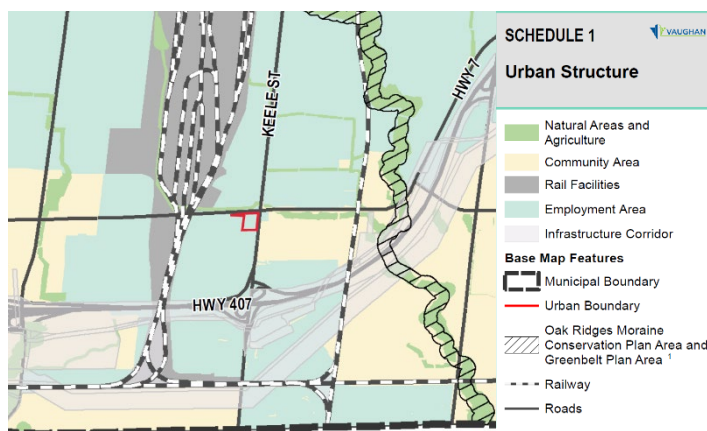 KEELE ST
HWY 7
HWY 407
SCHEDULE 1
VAUGHAN
Urban Structure
Natural Areas and
Agriculture
Community Area
Rail Facilities
Employment Area
Infrastructure Corridor
Base Map Features
Municipal Boundary
Urban Boundary
Oak Ridges Moraine
Conservation Plan Area and
Greenbelt Plan Area 1
Railway
Roads